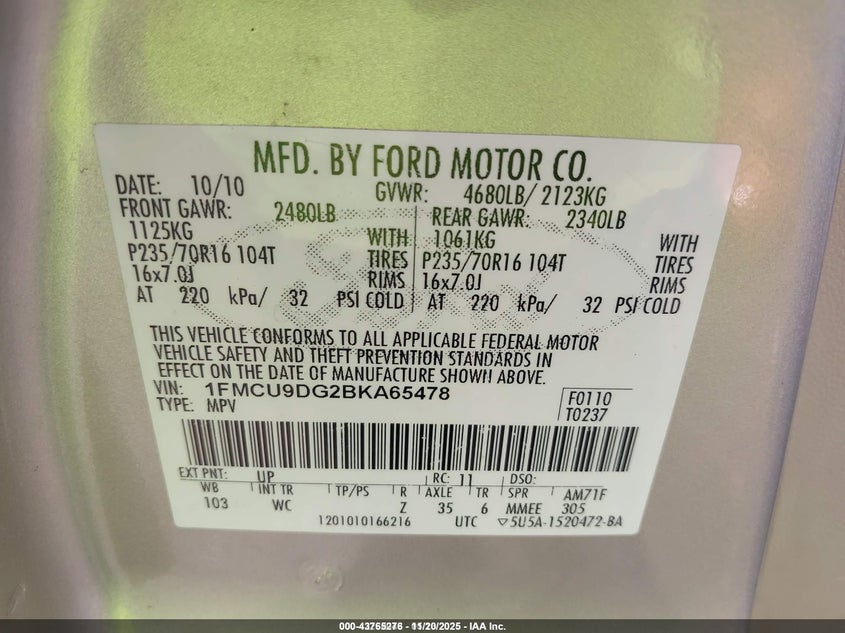 MFD. BY FORD MOTOR CO.
DATE: 10/10 GVWR: 4680LB/ 2123KG
FRONT GAWR: 2480LB REAR GAWR: 2340LB
1125KG WITH 1061KG WITH
P235/70R16 104T TIRES P235/70R16 104T TIRES
16x7.0J RIMS 16x7.0J RIMS
AT 220 kPa/ 32 PSI COLD AT 220 kPa/ 32 PSI COLD
THIS VEHICLE CONFORMS TO ALL APPLICABLE FEDERAL MOTOR
VEHICLE SAFETY AND THEFT PREVENTION STANDARDS IN
EFFECT ON THE DATE OF MANUFACTURE SHOWN ABOVE.
VIN: 1FMCU9DG2BKA65478 F0110
TYPE: MPV T0237
EXT PNT: UP RC: 11 DSO:
WB INT TR TP/PS R AXLE TR SPR AM71F
103 WC Z 35 6 MMEE 305
1201010166216 UTC ▽5U5A-1520472-BA
000-43765276 - 11/20/2025 - IAA Inc.